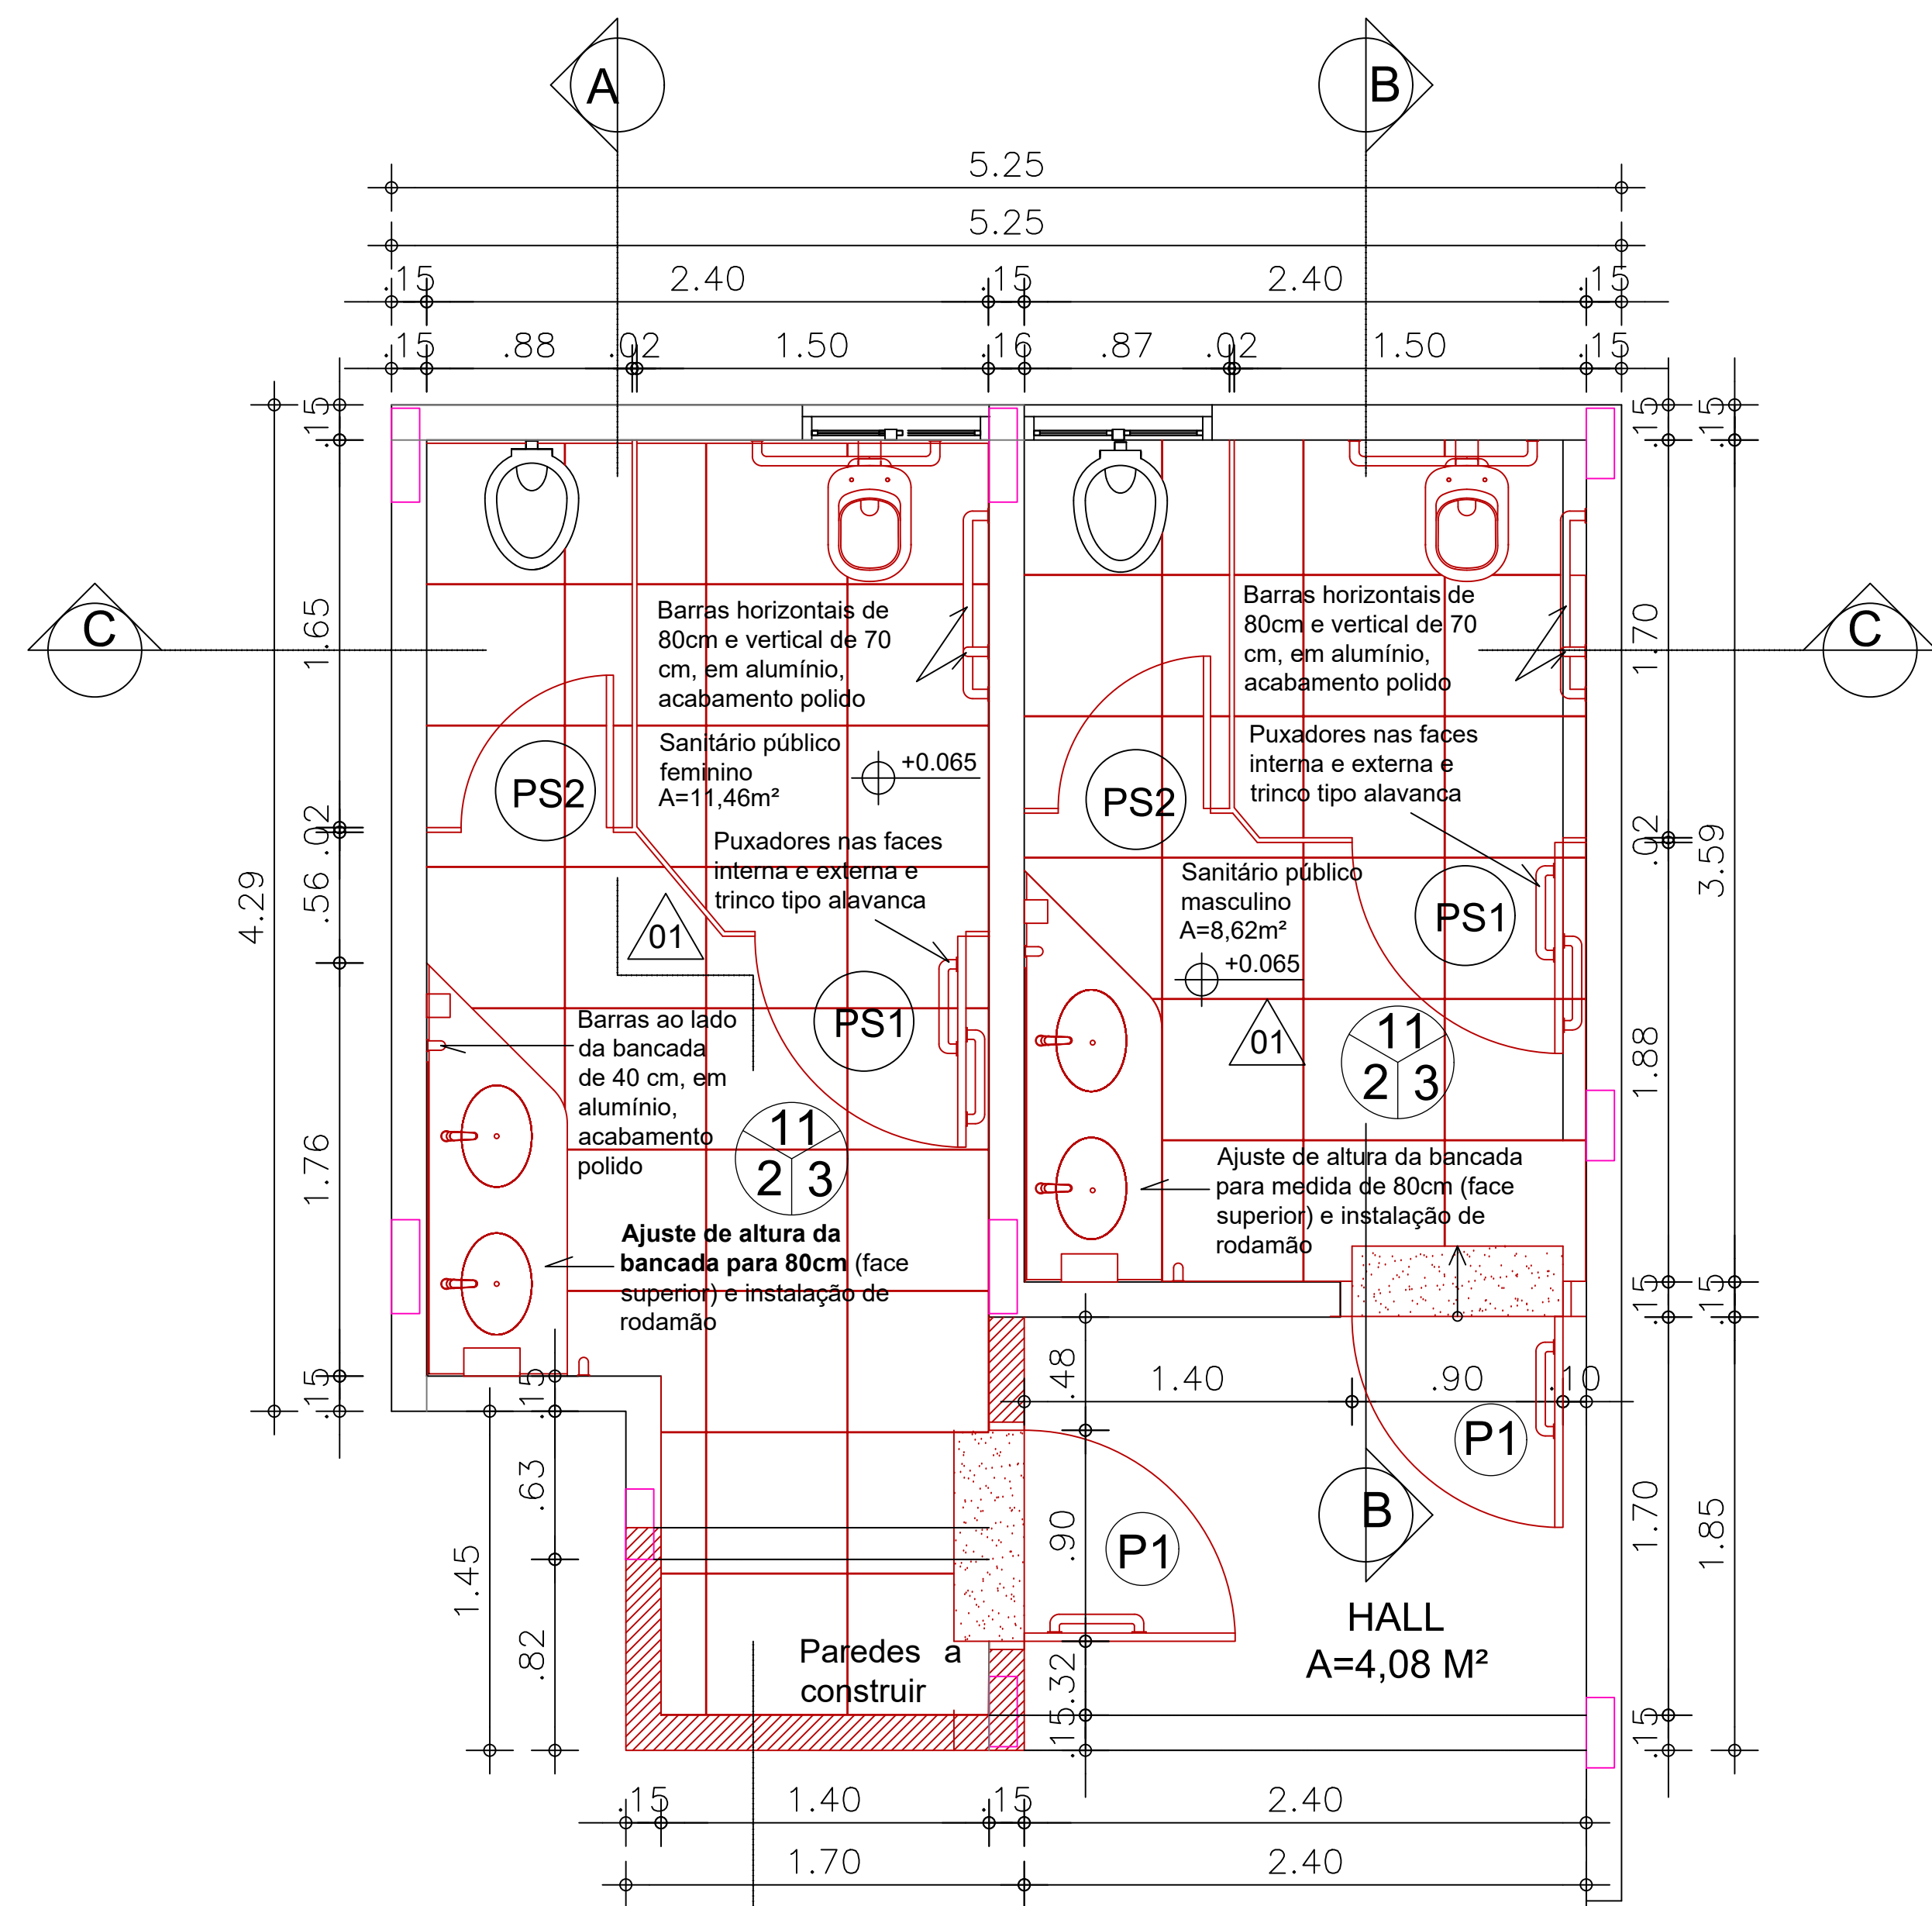 A
B
5.25
5.25
.15
2.40
.15
2.40
.15
.15
.88
.02
1.50
.16
.87
.02
1.50
.15
.15
1.65
.02
.56
1.76
.15
4.29
.15
.15
1.70
.02
3.59
1.88
.15
.15
1.70
1.85
.15
C
C
Barras horizontais de
80cm e vertical de 70
cm, em alumínio,
acabamento polido
Barras horizontais de
80cm e vertical de 70
cm, em alumínio,
acabamento polido
Sanitário público
feminino
A=11,46m²
+0.065
PS2
PS2
Puxadores nas faces
interna e externa e
trinco tipo alavanca
Puxadores nas faces
interna e externa e
trinco tipo alavanca
Sanitário público
masculino
A=8,62m²
+0.065
01
01
PS1
PS1
Barras ao lado
da bancada
de 40 cm, em
alumínio,
acabamento
polido
11
2 3
11
2 3
Ajuste de altura da
bancada para 80cm (face
superior) e instalação de
rodamão
Ajuste de altura da bancada
para medida de 80cm (face
superior) e instalação de
rodamão
.15
.63
.82
1.45
.48
.90
.32
.15
1.40
.90
.10
P1
P1
B
HALL
A=4,08 M²
Paredes a
construir
.15
1.40
.15
2.40
1.70
2.40